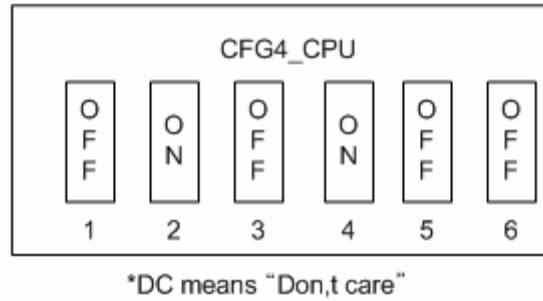 CFG4_CPU
OFF ON OFF ON OFF OFF
1 2 3 4 5 6
*DC means “Don,t care”